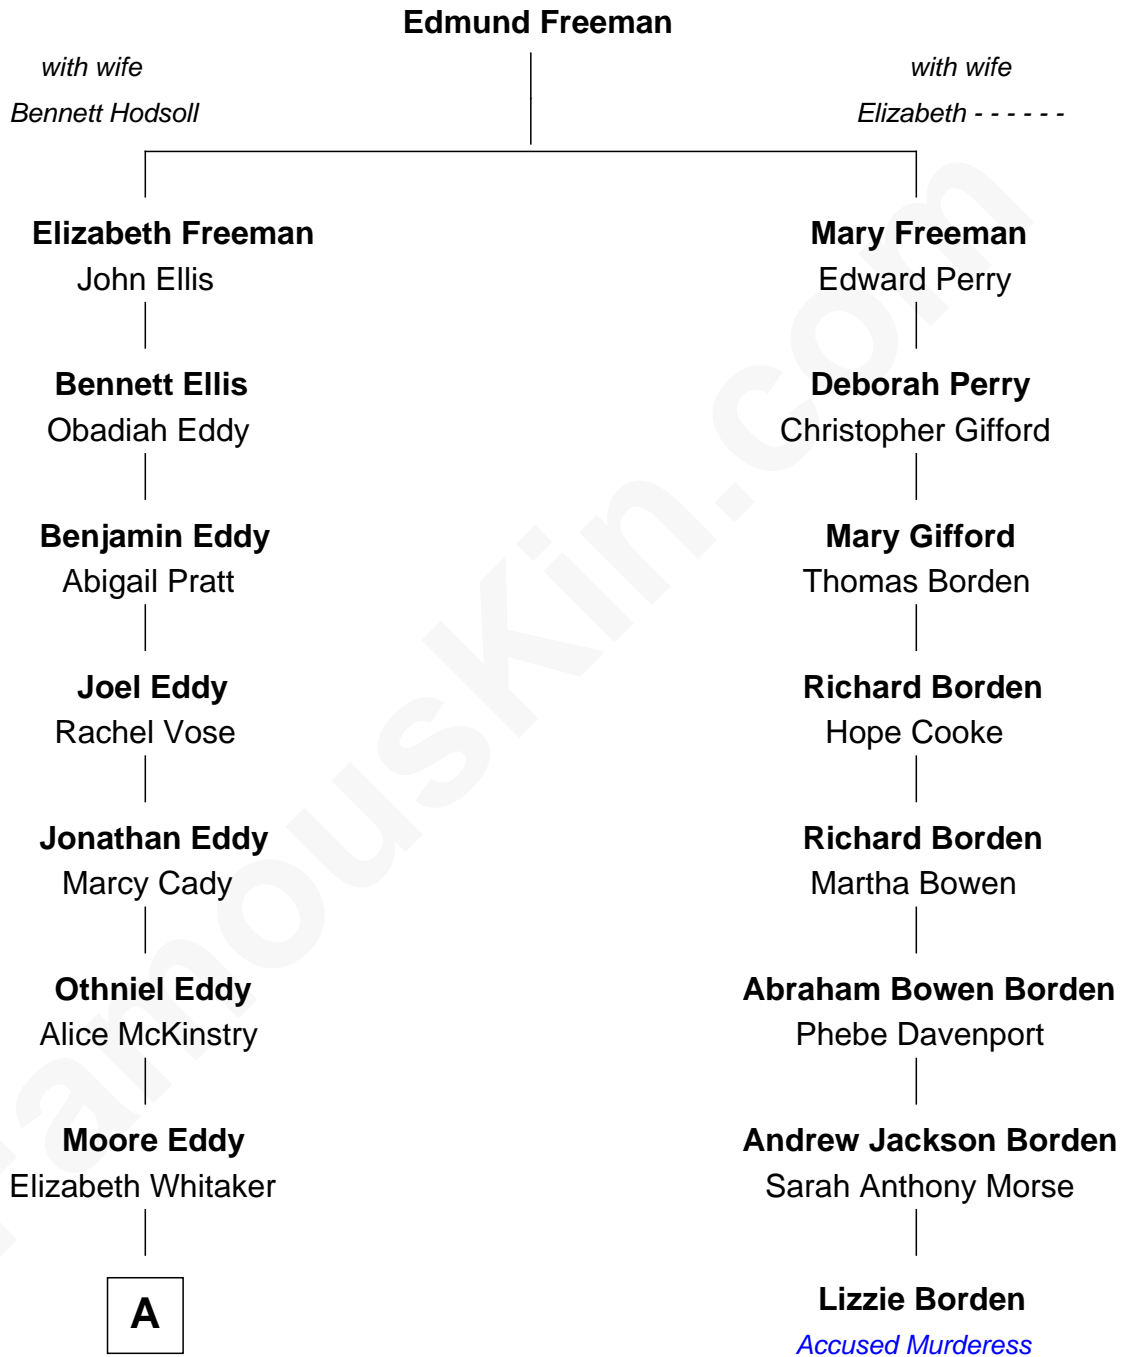 Edmund Freeman
with wife
Bennett Hodsoll
with wife
Elizabeth - - - - - -
Elizabeth Freeman
John Ellis
Mary Freeman
Edward Perry
Bennett Ellis
Obadiah Eddy
Deborah Perry
Christopher Gifford
Benjamin Eddy
Abigail Pratt
Mary Gifford
Thomas Borden
Joel Eddy
Rachel Vose
Richard Borden
Hope Cooke
Jonathan Eddy
Marcy Cady
Richard Borden
Martha Bowen
Othniel Eddy
Alice McKinstry
Abraham Bowen Borden
Phebe Davenport
Moore Eddy
Elizabeth Whitaker
Andrew Jackson Borden
Sarah Anthony Morse
A
Lizzie Borden
Accused Murderess
FamousKin.com